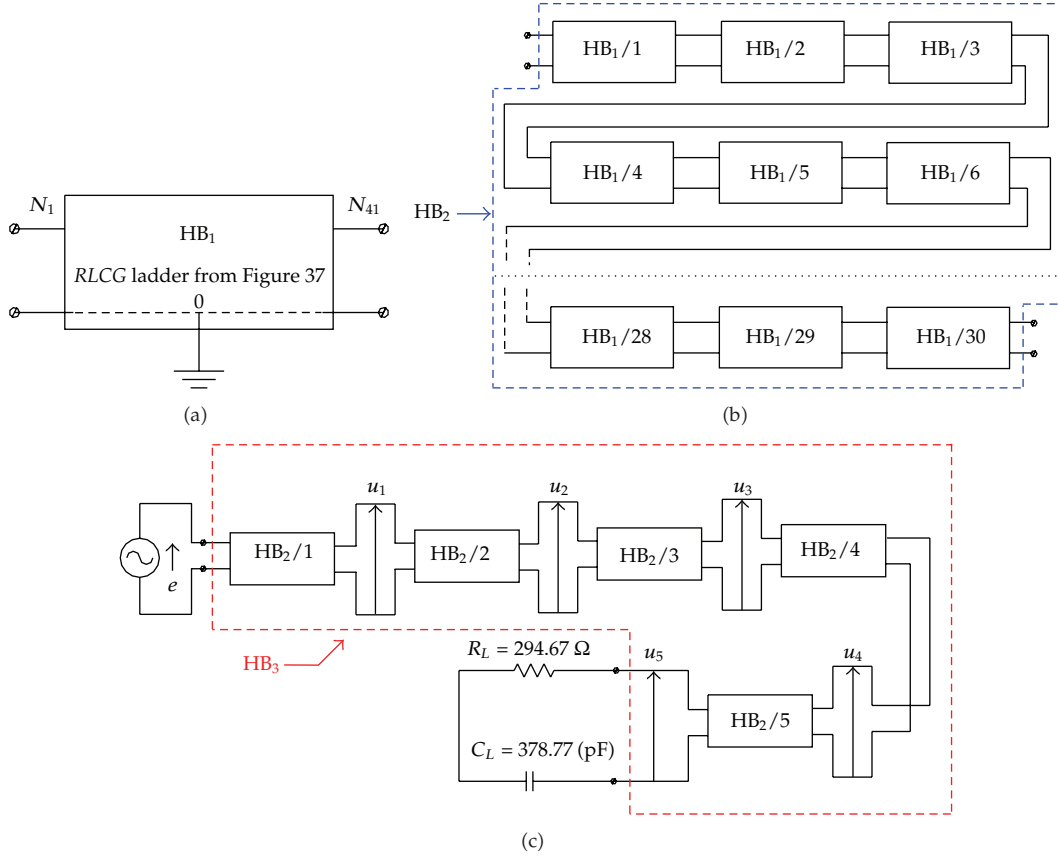 N₁
N₄₁
HB₁
RLCG ladder from Figure 37
0
(a)
HB₁/1
HB₁/2
HB₁/3
HB₁/4
HB₁/5
HB₁/6
HB₂
HB₁/28
HB₁/29
HB₁/30
(b)
u₁
u₂
u₃
e
HB₂/1
HB₂/2
HB₂/3
HB₂/4
HB₃
R_L = 294.67 Ω
u₅
u₄
HB₂/5
C_L = 378.77 (pF)
(c)